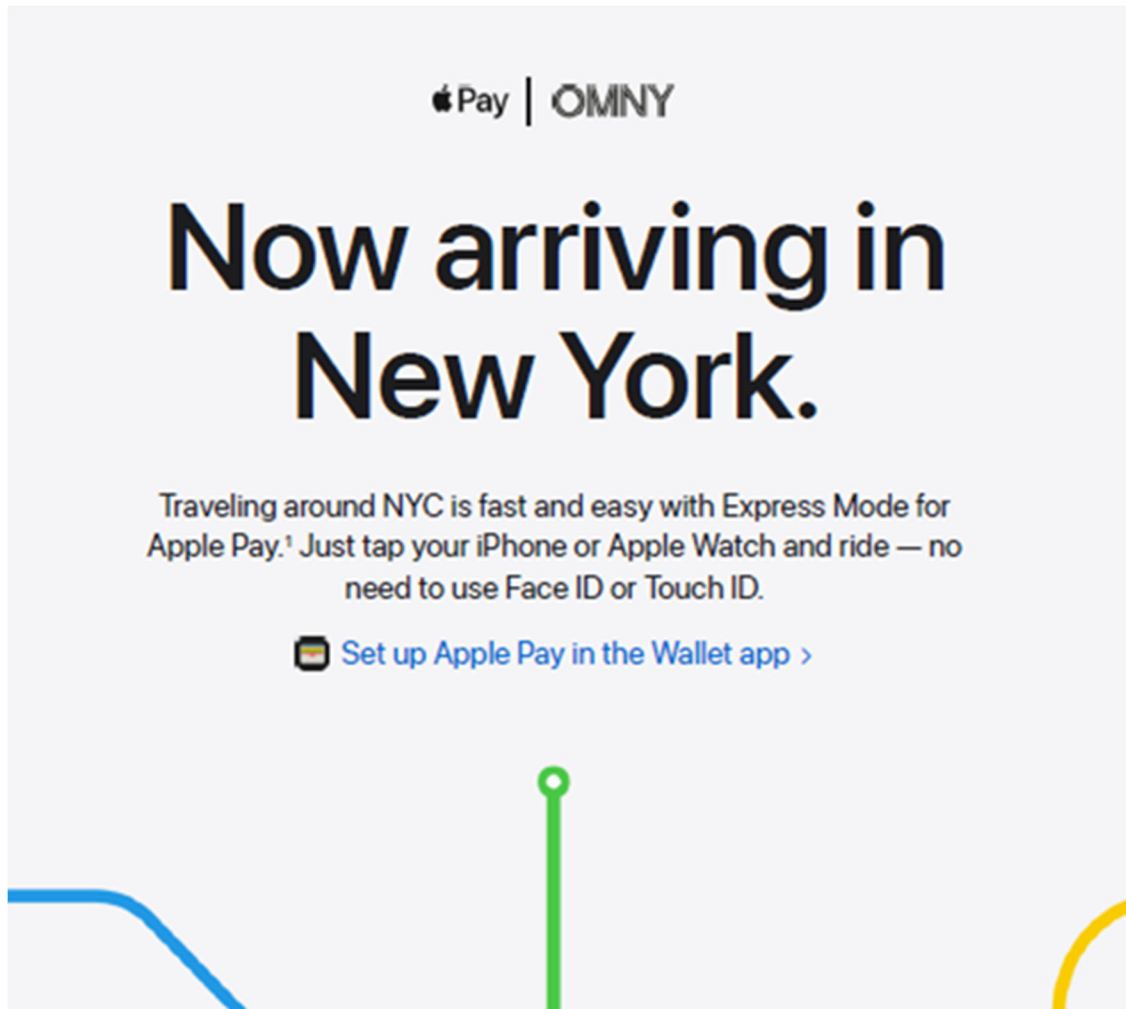 Pay | OMNY
Now arriving in
New York.
Traveling around NYC is fast and easy with Express Mode for
Apple Pay.¹ Just tap your iPhone or Apple Watch and ride — no
need to use Face ID or Touch ID.
Set up Apple Pay in the Wallet app >